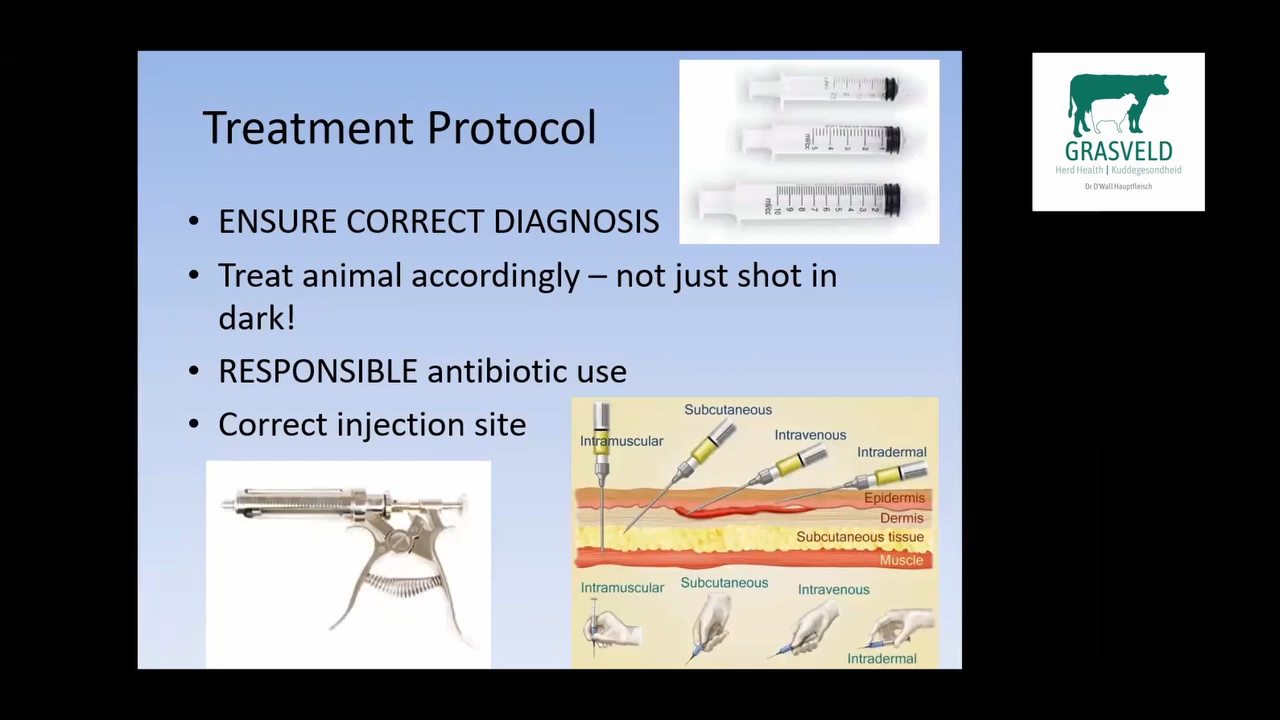 Treatment Protocol
• ENSURE CORRECT DIAGNOSIS
• Treat animal accordingly – not just shot in
dark!
• RESPONSIBLE antibiotic use
• Correct injection site
Subcutaneous
Intramuscular
Intravenous
Intradermal
Epidermis
Dermis
Subcutaneous tissue
Muscle
Intramuscular
Subcutaneous
Intravenous
Intradermal
GRASVELD
Herd Health | Kuddegesondheid
Dr D'Wall Hauptfleisch